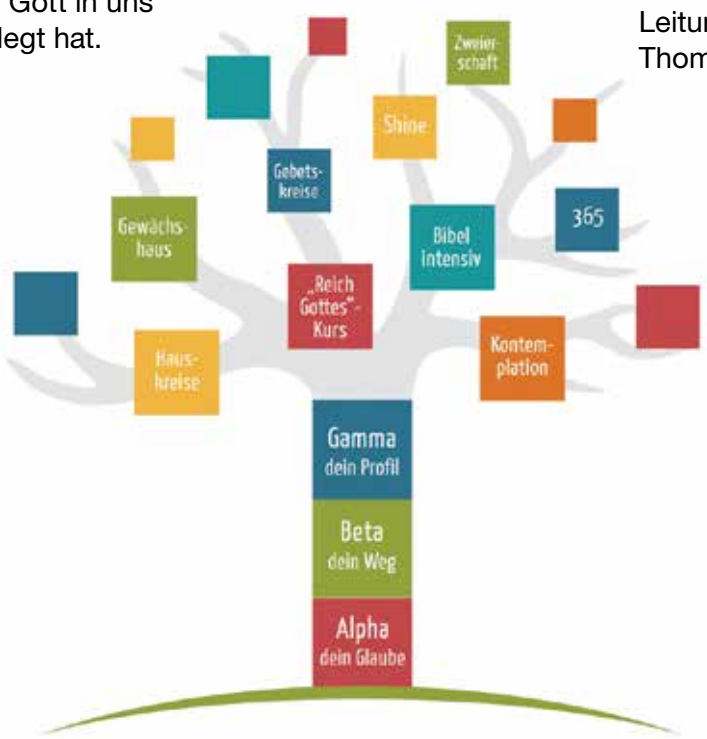 Gott in uns
legt hat.
Leitur
Thom
Zweier-
schaft
Shine
Gebets-
kreise
Gewächs-
haus
365
Bibel
intensiv
„Reich
Gottes"-
Kurs
Haus-
kreise
Kontem-
plation
Gamma
dein Profil
Beta
dein Weg
Alpha
dein Glaube